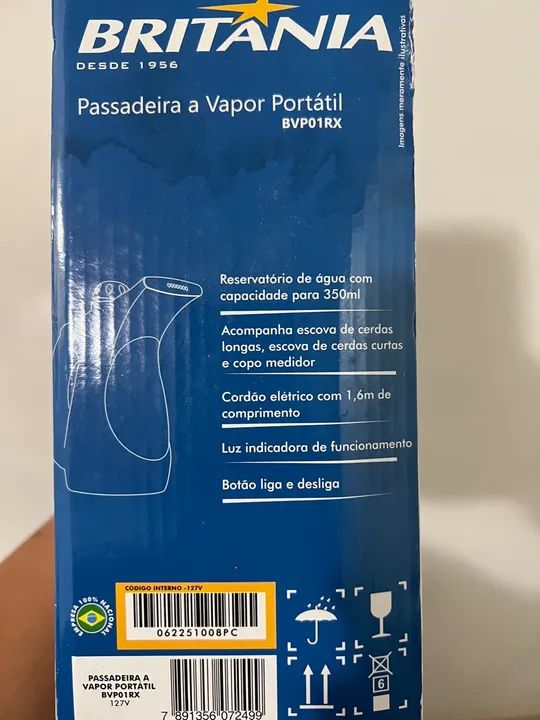 BRITANIA
DESDE 1956
Passadeira a Vapor Portátil
BVP01RX
Imagens meramente ilustrativas
Reservatório de água com
capacidade para 350ml
Acompanha escova de cerdas
longas, escova de cerdas curtas
e copo medidor
Cordão elétrico com 1,6m de
comprimento
Luz indicadora de funcionamento
Botão liga e desliga
EMPRESA 100% NACIONAL
CÓDIGO INTERNO -127V
062251008PC
6
PASSADEIRA A
VAPOR PORTÁTIL
BVP01RX
127V
7 891356 072499